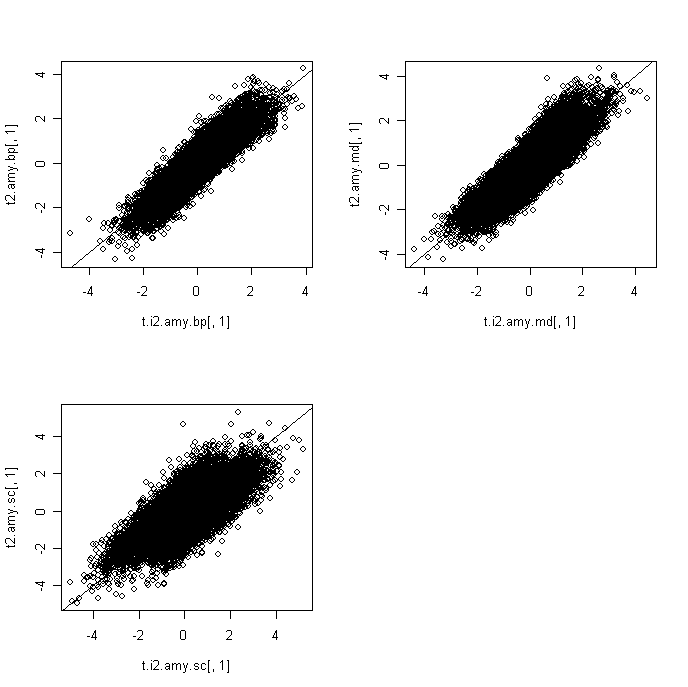 4
2
0
-2
-4
t2.amy.bp[, 1]
-4 -2 0 2 4
t.i2.amy.bp[, 1]
4
2
0
-2
-4
t2.amy.md[, 1]
-4 -2 0 2 4
t.i2.amy.md[, 1]
4
2
0
-2
-4
t2.amy.sc[, 1]
-4 -2 0 2 4
t.i2.amy.sc[, 1]